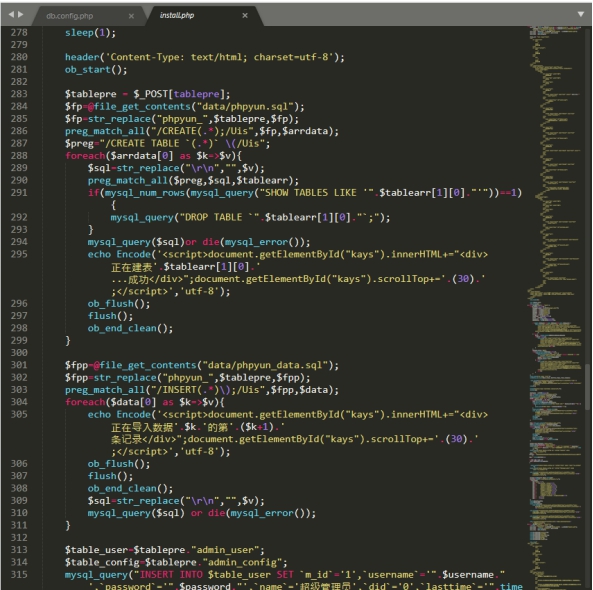 db.config.php × install.php ×
278 sleep(1);
279
280 header('Content-Type: text/html; charset=utf-8');
281 ob_start();
282
283 $tablepre = $_POST[tablepre];
284 $fp=@file_get_contents("data/phpyun.sql");
285 $fp=str_replace("phpyun_",$tablepre,$fp);
286 preg_match_all("/CREATE(.*);/Uis",$fp,$arrdata);
287 $preg="/CREATE TABLE `(.*)` \(/Uis";
288 foreach($arrdata[0] as $k=>$v){
289 $sql=str_replace("\r\n","",$v);
290 preg_match_all($preg,$sql,$tablearr);
291 if(mysql_num_rows(mysql_query("SHOW TABLES LIKE '".$tablearr[1][0]."'"))==1)
{
292 mysql_query("DROP TABLE `".$tablearr[1][0]."`;");
293 }
294 mysql_query($sql)or die(mysql_error());
295 echo Encode('<script>document.getElementById("kays").innerHTML+="<div>
正在建表'.$tablearr[1][0].'
...成功</div>";document.getElementById("kays").scrollTop+='.(30).'
;</script>','utf-8');
296 ob_flush();
297 flush();
298 ob_end_clean();
299 }
300
301 $fpp=@file_get_contents("data/phpyun_data.sql");
302 $fpp=str_replace("phpyun_",$tablepre,$fpp);
303 preg_match_all("/INSERT(.*)\);/Uis",$fpp,$data);
304 foreach($data[0] as $k=>$v){
305 echo Encode('<script>document.getElementById("kays").innerHTML+="<div>
正在导入数据'.$k.'的第'.($k+1).'
条记录</div>";document.getElementById("kays").scrollTop+='.(30).'
;</script>','utf-8');
306 ob_flush();
307 flush();
308 ob_end_clean();
309 $sql=str_replace("\r\n","",$v);
310 mysql_query($sql) or die(mysql_error());
311 }
312
313 $table_user=$tablepre."admin_user";
314 $table_config=$tablepre."admin_config";
315 mysql_query("INSERT INTO $table_user SET `m_id`='1',`username`='".$username."
',`password`='".$password."',`name`='超级管理员',`did`='0',`lasttime`='".time